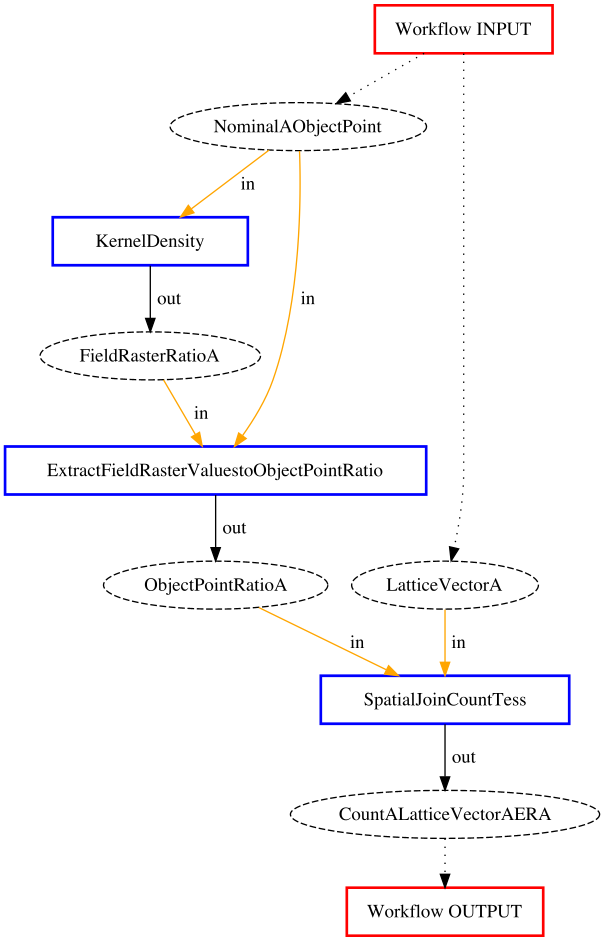 Workflow INPUT
NominalAObjectPoint
in
KernelDensity
out
in
FieldRasterRatioA
in
ExtractFieldRasterValuestoObjectPointRatio
out
ObjectPointRatioA
LatticeVectorA
in
in
SpatialJoinCountTess
out
CountALatticeVectorAERA
Workflow OUTPUT